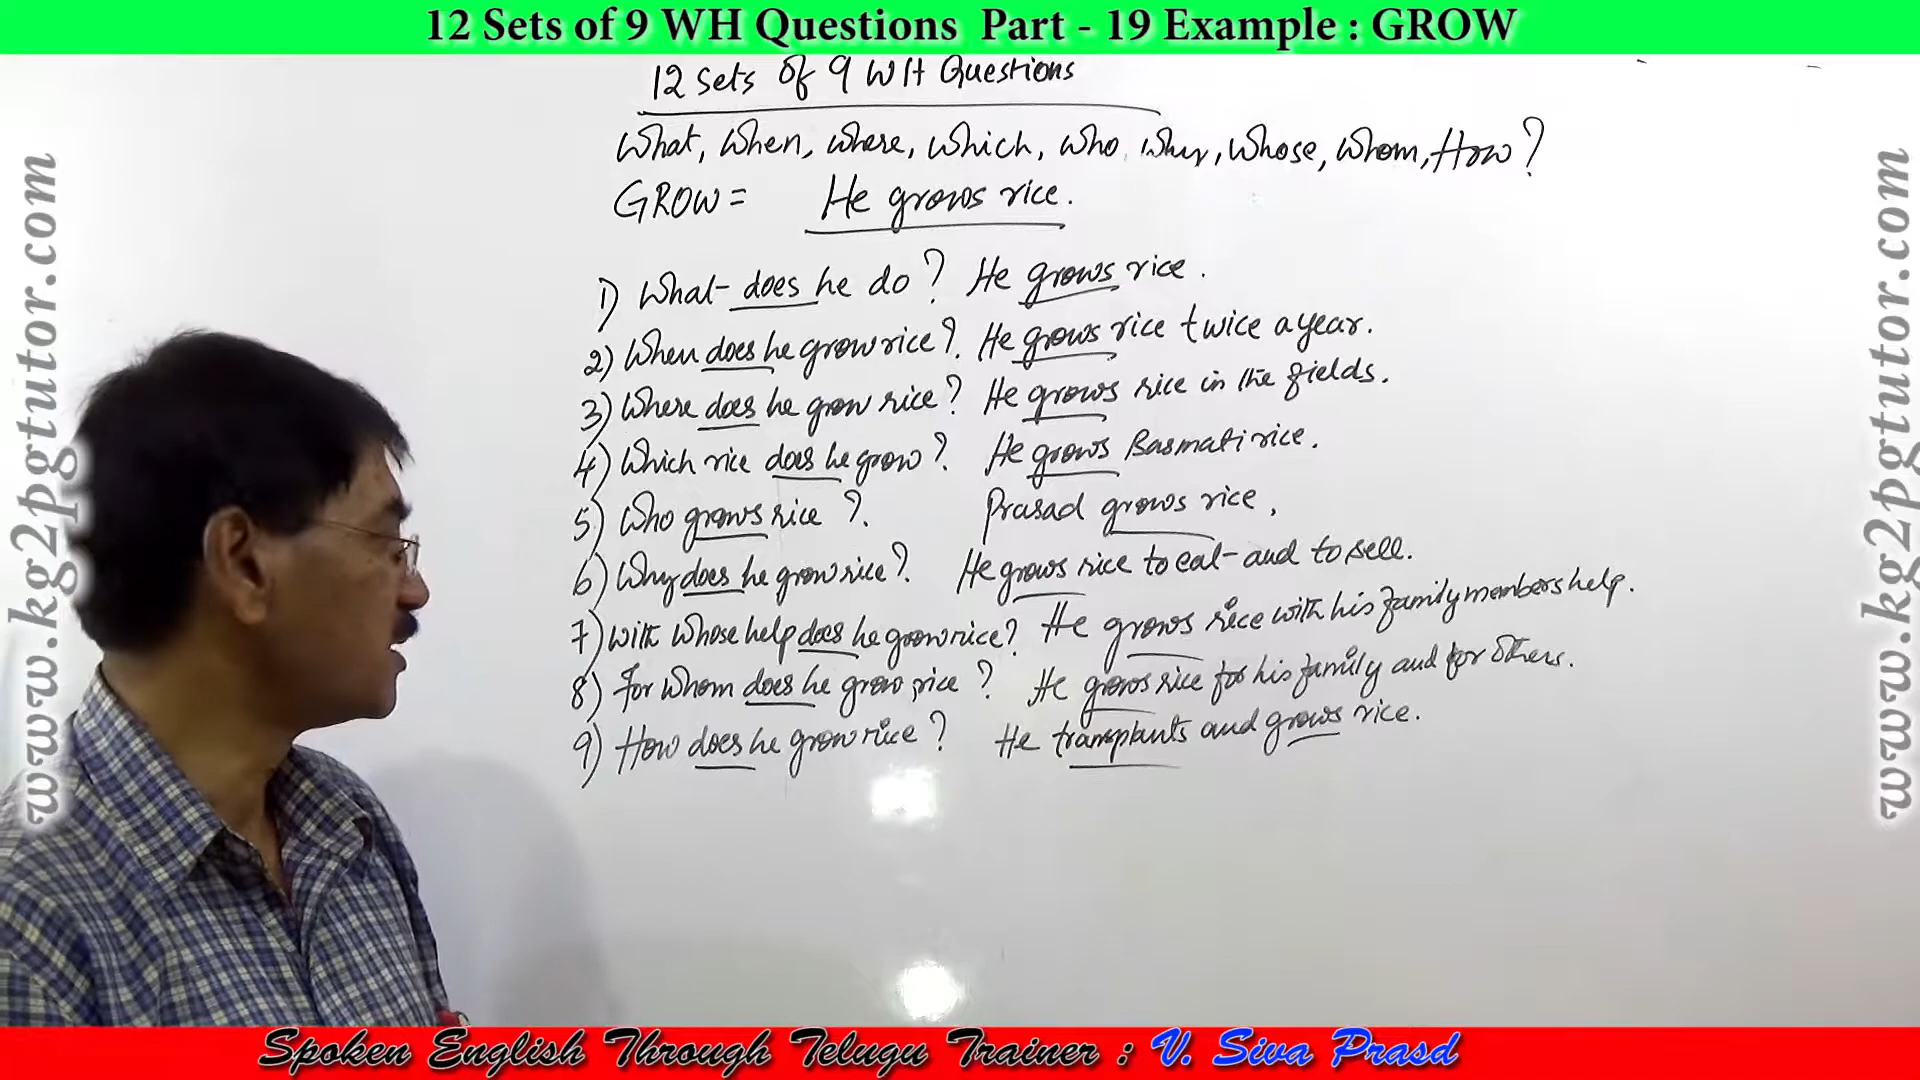 12 Sets of 9 WH Questions Part - 19 Example : GROW
12 Sets of 9 WH Questions
What, When, Where, Which, Who, Why, Whose, Whom, How?
GROW = He grows rice.
1) What does he do? He grows rice.
2) When does he grow rice? He grows rice twice a year.
3) Where does he grow rice? He grows rice in the fields.
4) Which rice does he grow? He grows Basmati rice.
5) Who grows rice? Prasad grows rice.
6) Why does he grow rice? He grows rice to eat and to sell.
7) With whose help does he grow rice? He grows rice with his family members help.
8) For Whom does he grow rice? He grows rice for his family and for others.
9) How does he grow rice? He transplants and grows rice.
www.kg2pgtutor.com
www.kg2pgtutor.com
Spoken English Through Telugu Trainer : V. Siva Prasd